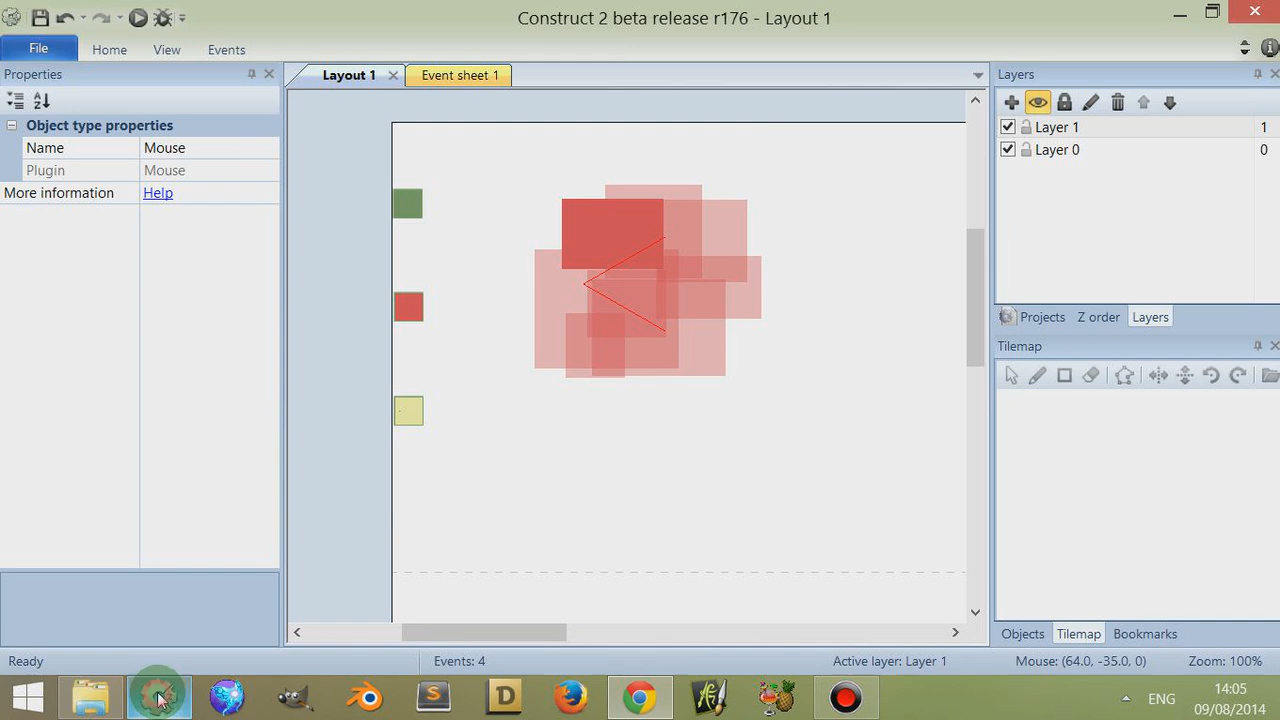 Construct 2 beta release r176 - Layout 1
File Home View Events
Properties
Layout 1 Event sheet 1
Layers
Object type properties
Name Mouse
Plugin Mouse
More information Help
Layer 1 1
Layer 0 0
Projects Z order Layers
Tilemap
Objects Tilemap Bookmarks
Ready Events: 4 Active layer: Layer 1 Mouse: (64.0, -35.0, 0) Zoom: 100%
ENG
14:05
09/08/2014